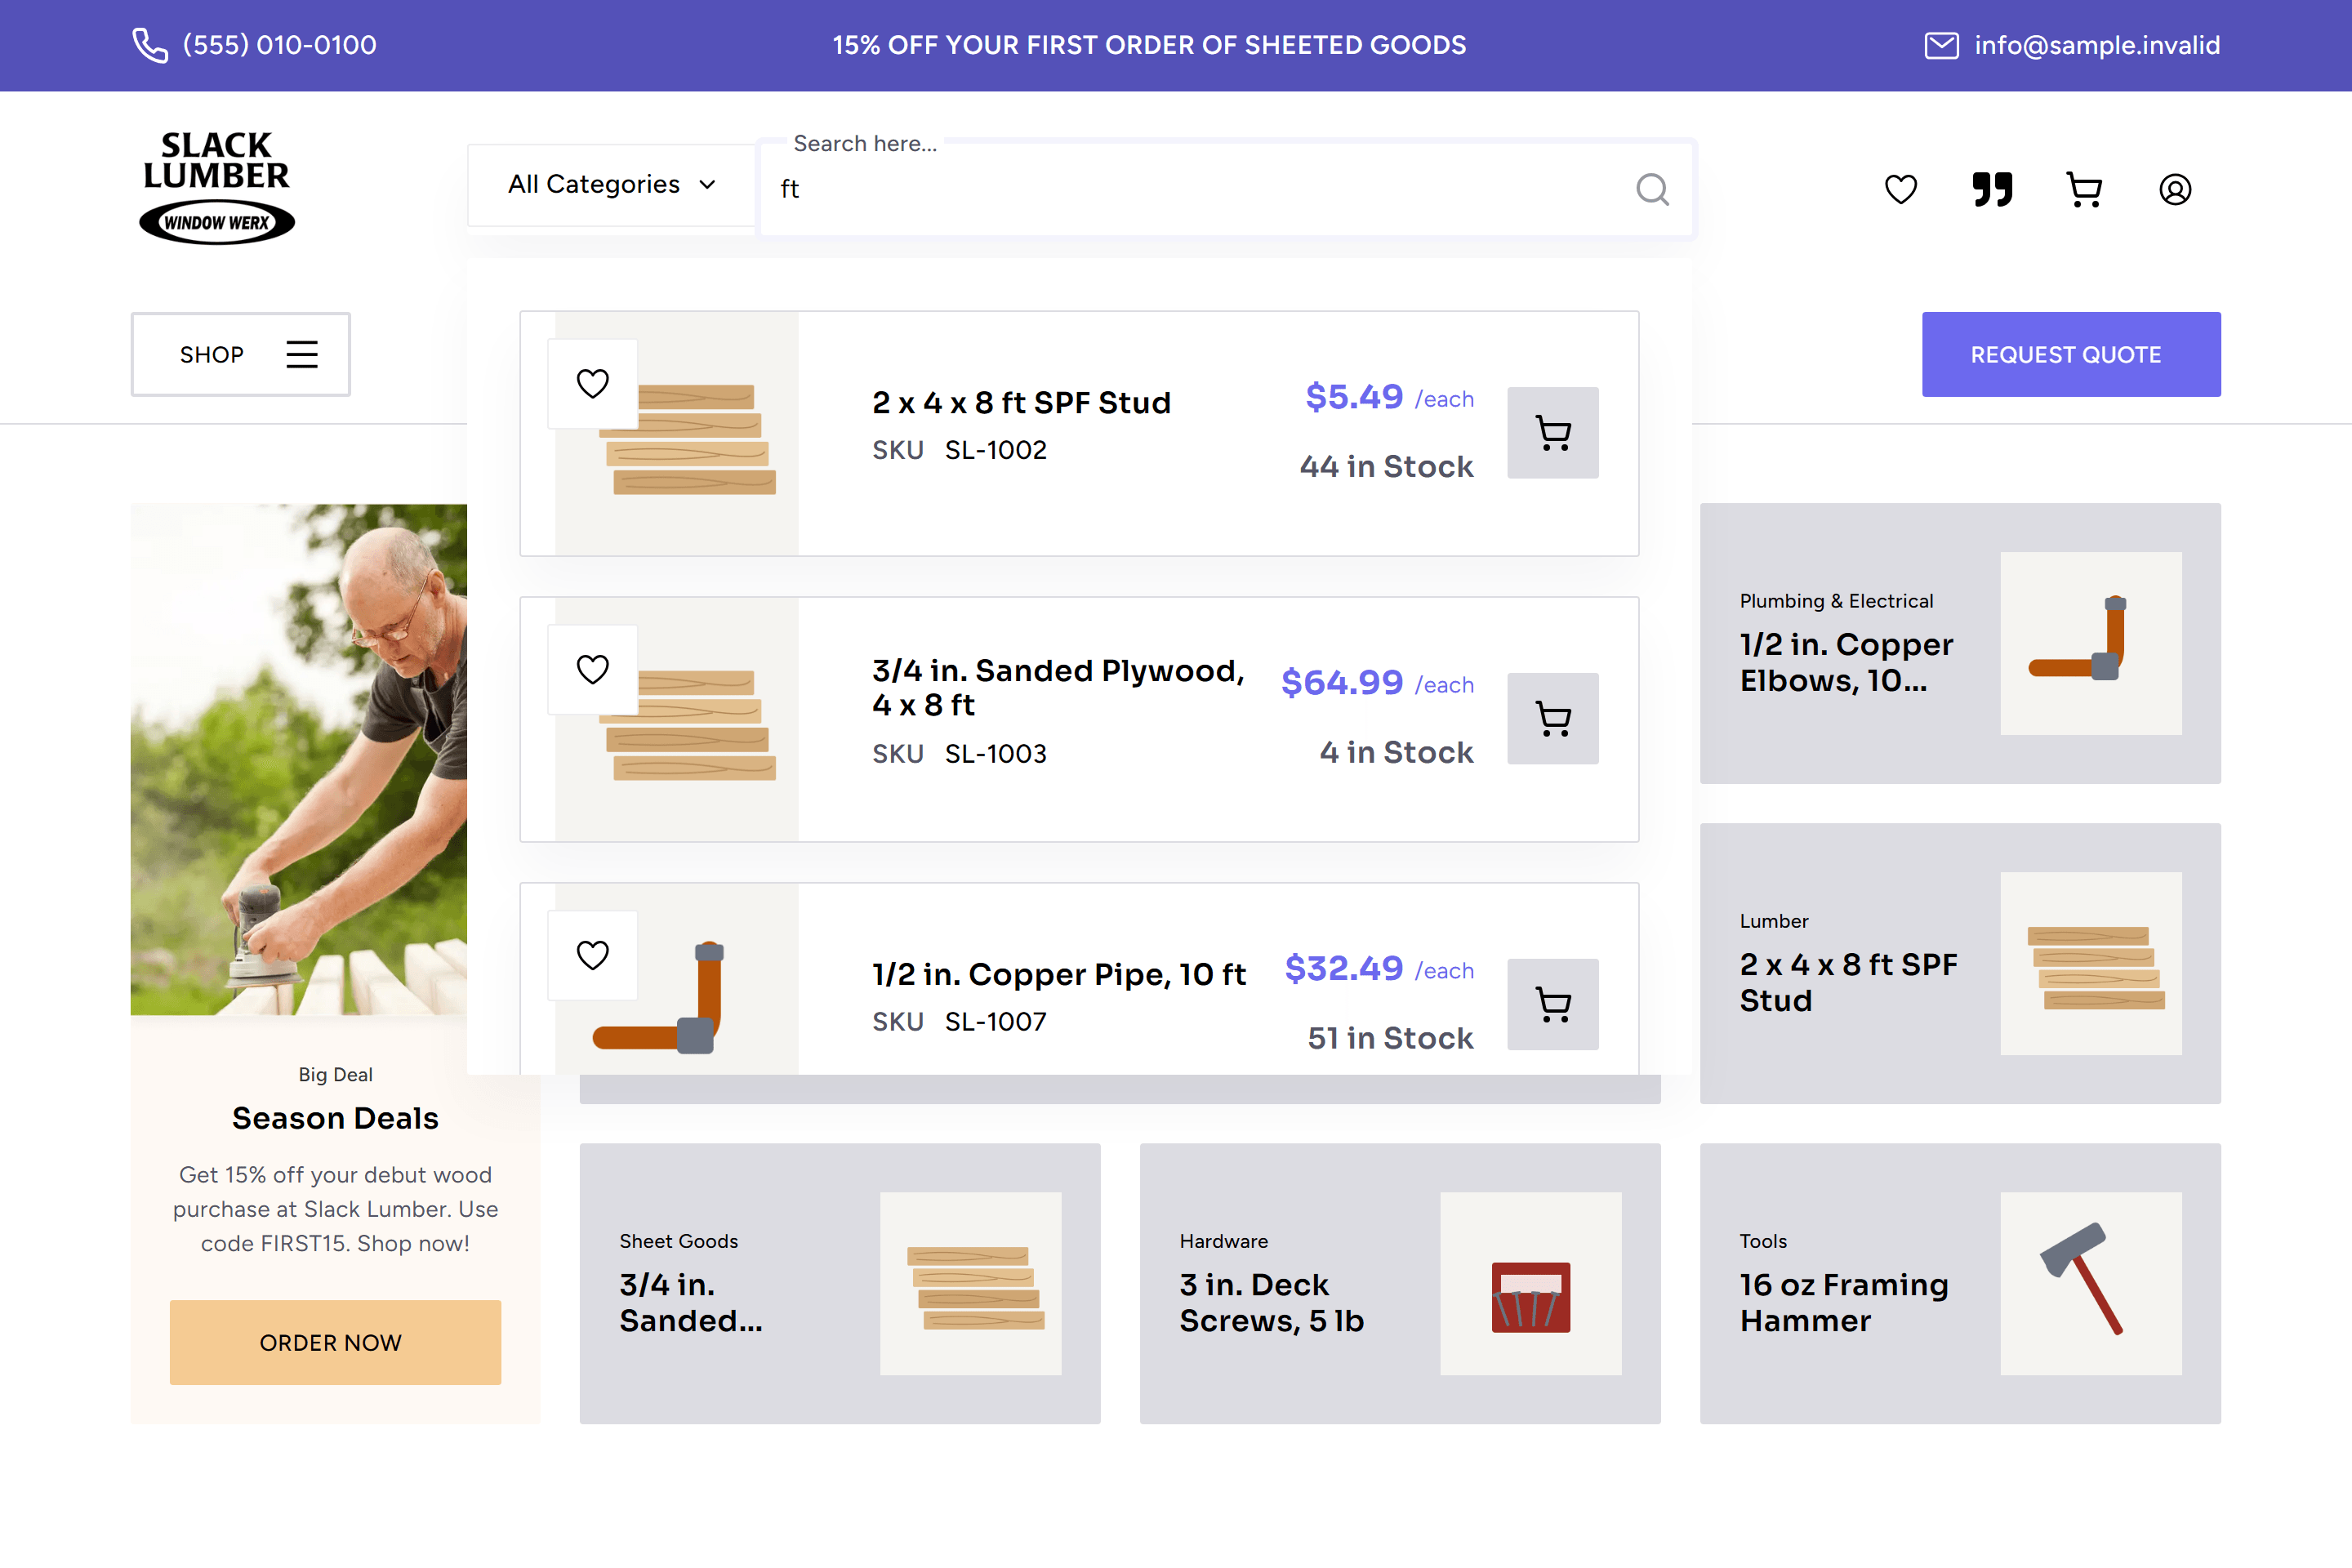 (555) 010-0100
15% OFF YOUR FIRST ORDER OF SHEETED GOODS
info@sample.invalid
SLACK
LUMBER
WINDOW WERX
All Categories
Search here...
ft
SHOP
REQUEST QUOTE
2 x 4 x 8 ft SPF Stud
SKU SL-1002
$5.49 /each
44 in Stock
3/4 in. Sanded Plywood,
4 x 8 ft
SKU SL-1003
$64.99 /each
4 in Stock
1/2 in. Copper Pipe, 10 ft
SKU SL-1007
$32.49 /each
51 in Stock
Plumbing & Electrical
1/2 in. Copper
Elbows, 10...
Lumber
2 x 4 x 8 ft SPF
Stud
Big Deal
Season Deals
Get 15% off your debut wood
purchase at Slack Lumber. Use
code FIRST15. Shop now!
ORDER NOW
Sheet Goods
3/4 in.
Sanded...
Hardware
3 in. Deck
Screws, 5 lb
Tools
16 oz Framing
Hammer